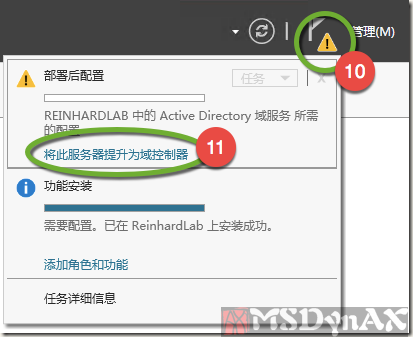 管理(M)
10
部署后配置
任务
X
REINHARDLAB 中的 Active Directory 域服务 所需
的配置
11
将此服务器提升为域控制器
功能安装
需要配置。已在 ReinhardLab 上安装成功。
添加角色和功能
任务详细信息
MSDynAX